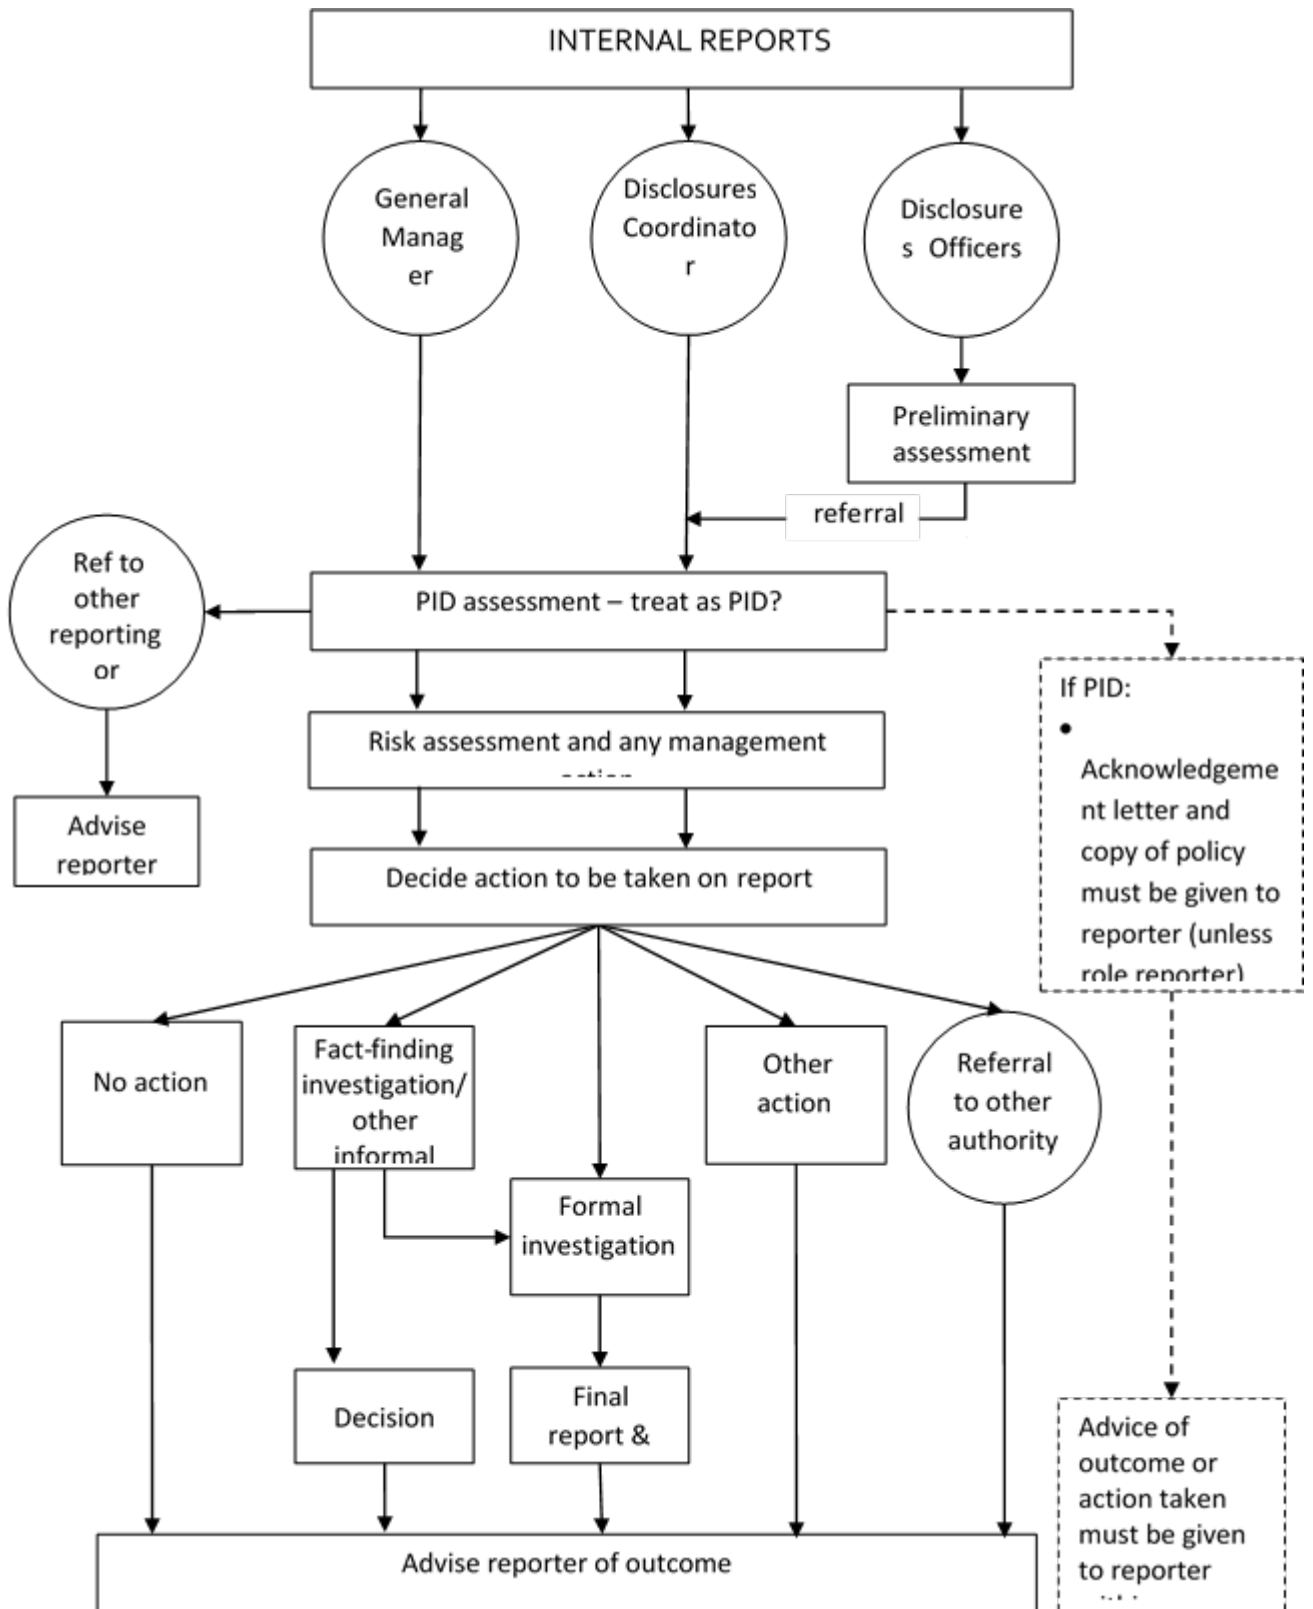 INTERNAL REPORTS
General
Manag
er
Disclosures
Coordinato
r
Disclosure
s Officers
Preliminary
assessment
referral
Ref to
other
reporting
or
PID assessment – treat as PID?
If PID:
•
Acknowledgeme
nt letter and
copy of policy
must be given to
reporter (unless
role reporter)
Risk assessment and any management
Advise
reporter
Decide action to be taken on report
No action
Fact-finding
investigation/
other
informal
Other
action
Referral
to other
authority
Formal
investigation
Decision
Final
report &
Advice of
outcome or
action taken
must be given
to reporter
Advise reporter of outcome